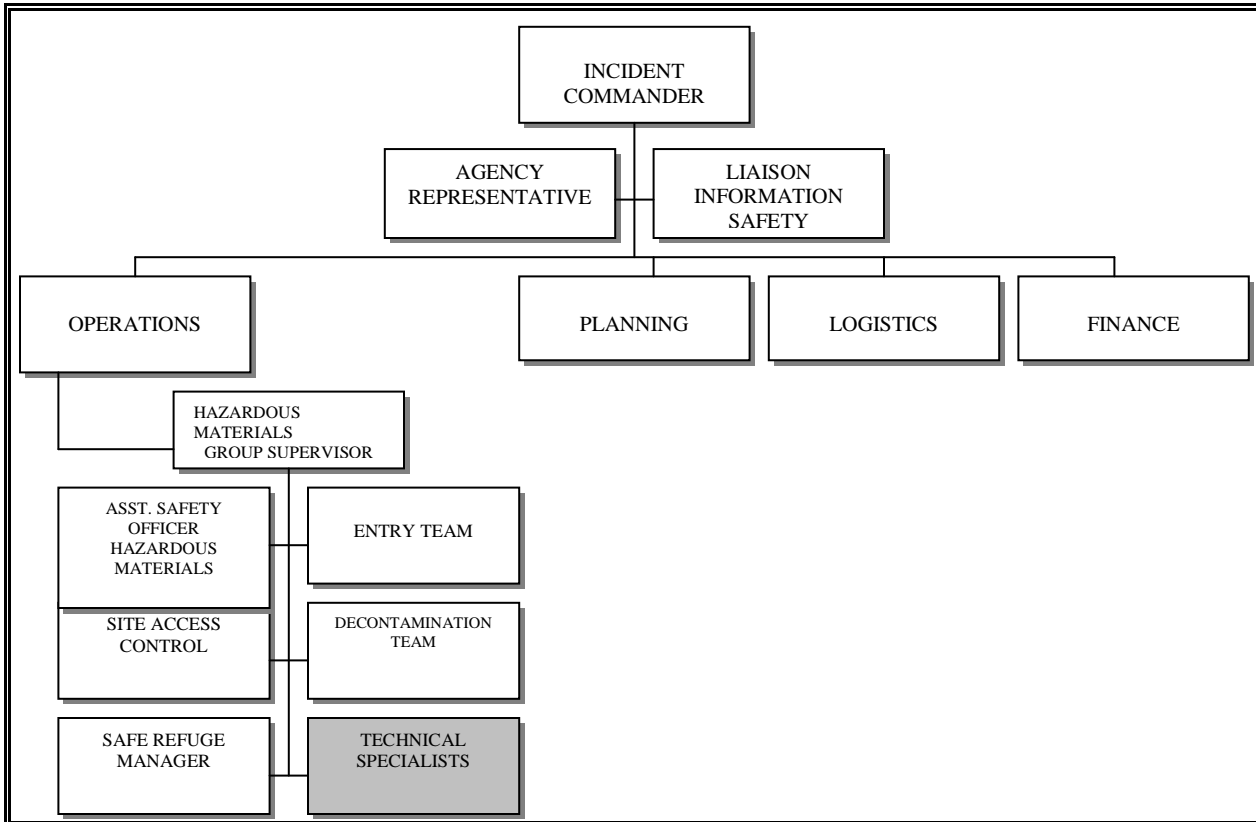 INCIDENT
COMMANDER
AGENCY
REPRESENTATIVE
LIAISON
INFORMATION
SAFETY
OPERATIONS
PLANNING
LOGISTICS
FINANCE
HAZARDOUS
MATERIALS
GROUP SUPERVISOR
ASST. SAFETY
OFFICER
HAZARDOUS
MATERIALS
ENTRY TEAM
SITE ACCESS
CONTROL
DECONTAMINATION
TEAM
SAFE REFUGE
MANAGER
TECHNICAL
SPECIALISTS